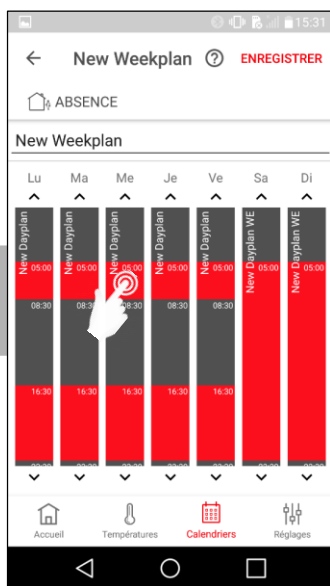 15:31
New Weekplan ? ENREGISTRER
ABSENCE
New Weekplan
Lu Ma Me Je Ve Sa Di
New Dayplan New Dayplan New Dayplan New Dayplan New Dayplan New Dayplan WE New Dayplan WE
05:00 05:00 05:00 05:00 05:00 05:00 05:00
08:30 08:30 08:30 08:30 08:30
16:30 16:30 16:30 16:30 16:30
Accueil Températures Calendriers Réglages